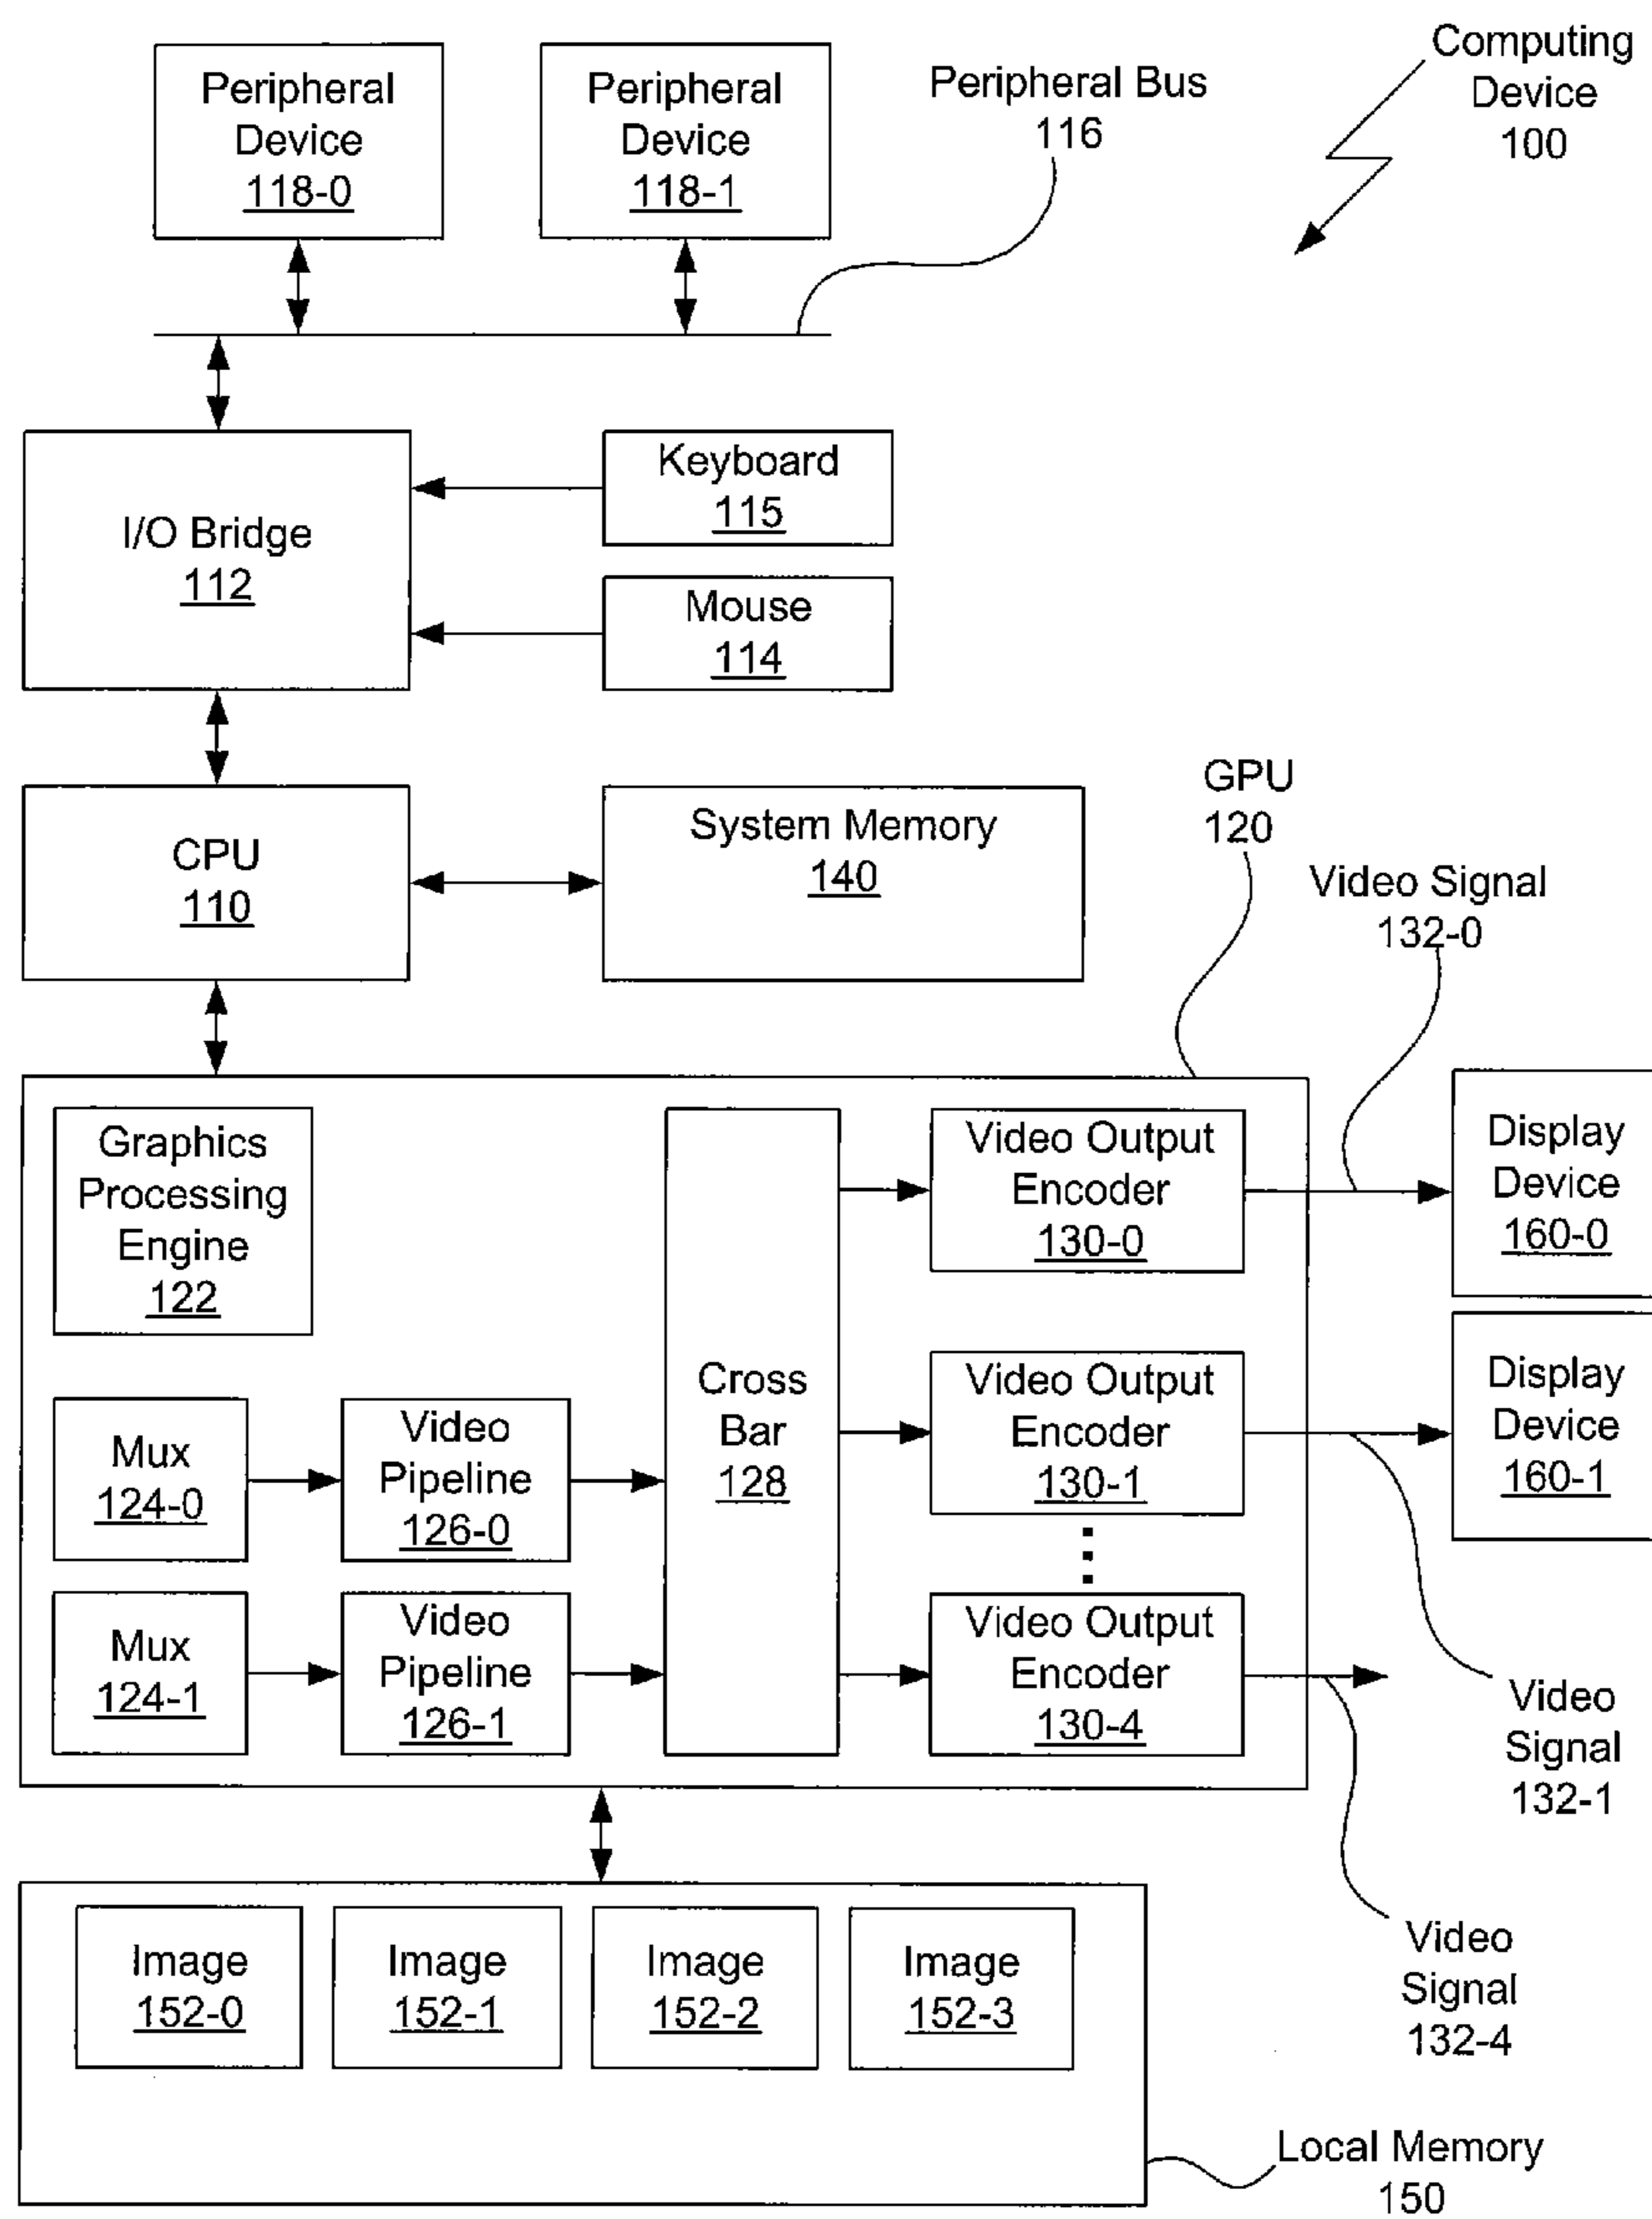 Computing
Device
100
Peripheral
Device
118-0
Peripheral
Device
118-1
Peripheral Bus
116
I/O Bridge
112
Keyboard
115
Mouse
114
CPU
110
System Memory
140
GPU
120
Video Signal
132-0
Graphics
Processing
Engine
122
Mux
124-0
Video
Pipeline
126-0
Mux
124-1
Video
Pipeline
126-1
Cross
Bar
128
Video Output
Encoder
130-0
Video Output
Encoder
130-1
Video Output
Encoder
130-4
Display
Device
160-0
Display
Device
160-1
Video
Signal
132-1
Video
Signal
132-4
Image
152-0
Image
152-1
Image
152-2
Image
152-3
Local Memory
150